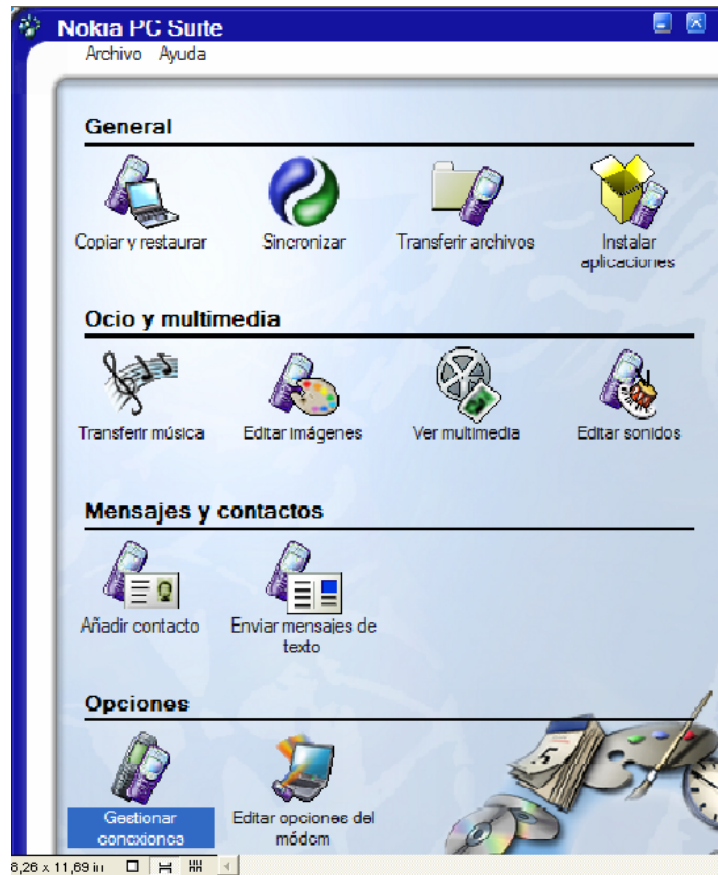 Nokia PC Suite
Archivo Ayuda
General
Copiar y restaurar
Sincronizar
Transferir archivos
Instalar
aplicaciones
Ocio y multimedia
Transferir música
Editar imágenes
Ver multimedia
Editar sonidos
Mensajes y contactos
Añadir contacto
Enviar mensajes de
texto
Opciones
Gestionar
conexiones
Editar opciones del
módem
5
8,26 x 11,69 in